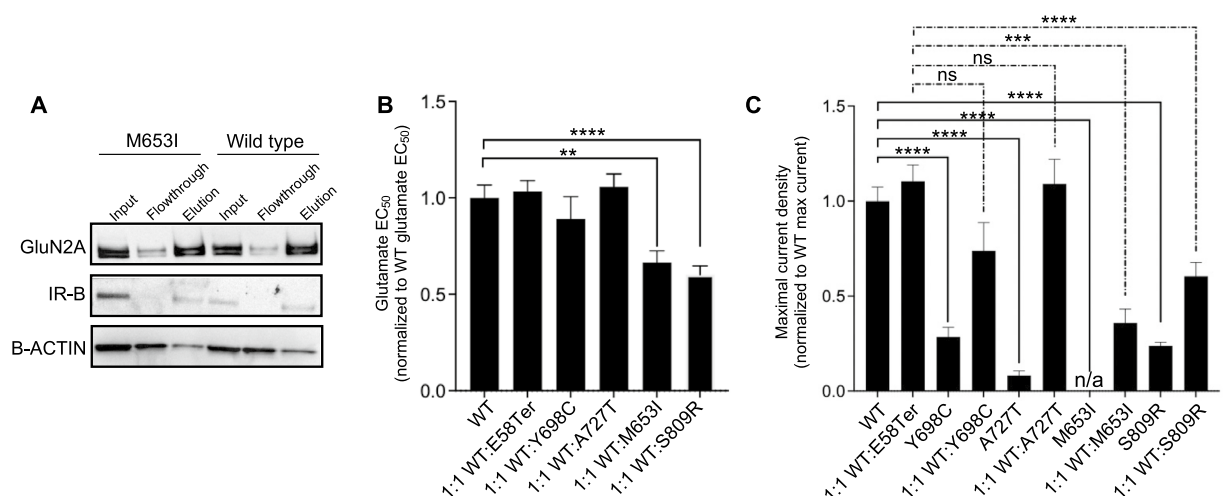 A
M653I Wild type
Input Flowthrough Elution Input Flowthrough Elution
GluN2A
IR-B
B-ACTIN
B
Glutamate EC50
(normalized to WT glutamate EC50)
1.5
1.0
0.5
0.0
****
**
WT
1:1 WT:E58Ter
1:1 WT:Y698C
1:1 WT:A727T
1:1 WT:M653I
1:1 WT:S809R
C
Maximal current density
(normalized to WT max current)
1.5
1.0
0.5
0.0
****
***
ns
ns
****
****
****
****
n/a
WT
1:1 WT:E58Ter
Y698C
1:1 WT:Y698C
A727T
1:1 WT:A727T
M653I
1:1 WT:M653I
S809R
1:1 WT:S809R